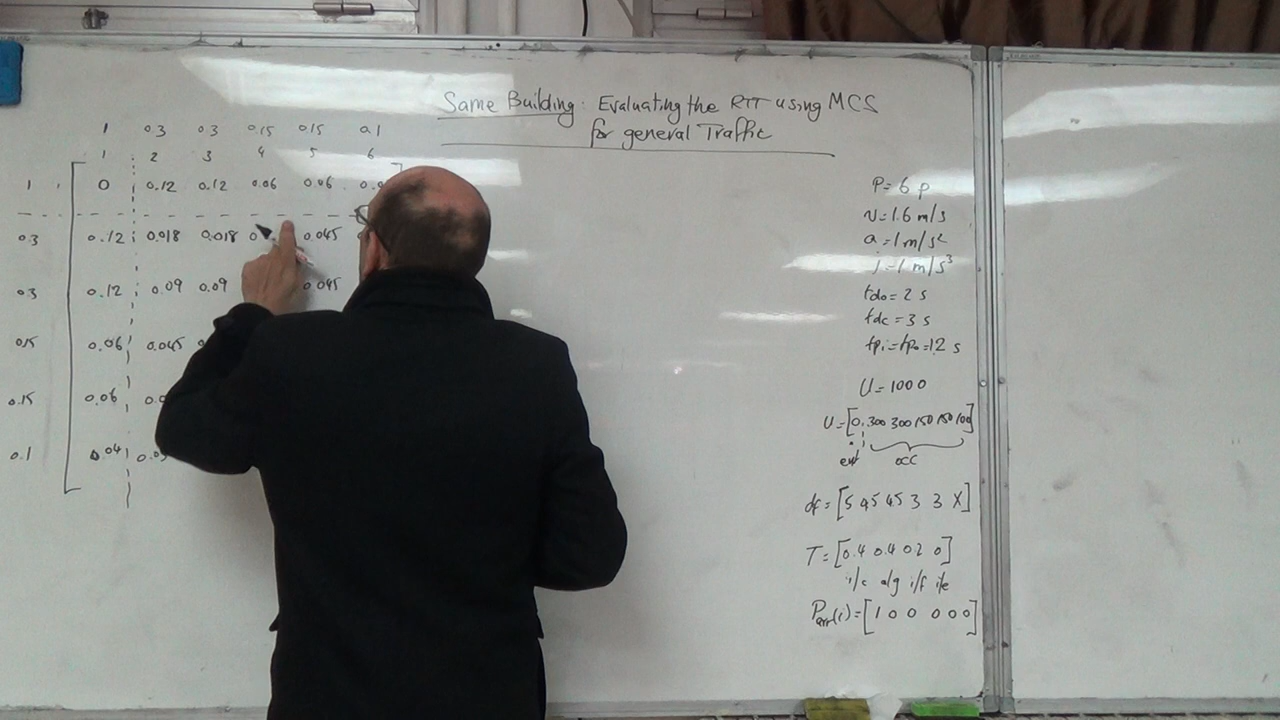 Same Building: Evaluating the RTT using MCS
for general Traffic
1 0.3 0.3 0.15 0.15 0.1
1 2 3 4 5 6
1 0 0.12 0.12 0.06 0.06 0.0
0.3 0.12 0.018 0.018 0 0.045
0.3 0.12 0.09 0.09 0.045
0.15 0.06 0.045 0
0.15 0.06 0.0
0.1 0.04 0.0
P=6 p
v=1.6 m/s
a=1 m/s²
j=1 m/s³
tdo=2 s
tdc=3 s
tpi=tpo=1.2 s
U=1000
U=[0 300 300 150 150 100]
ent occ
df=[5 4.5 4.5 3 3 X]
T=[0.4 0.4 0.2 0]
i/c o/g i/f i/e
Parr(i)=[1 0 0 0 0 0]